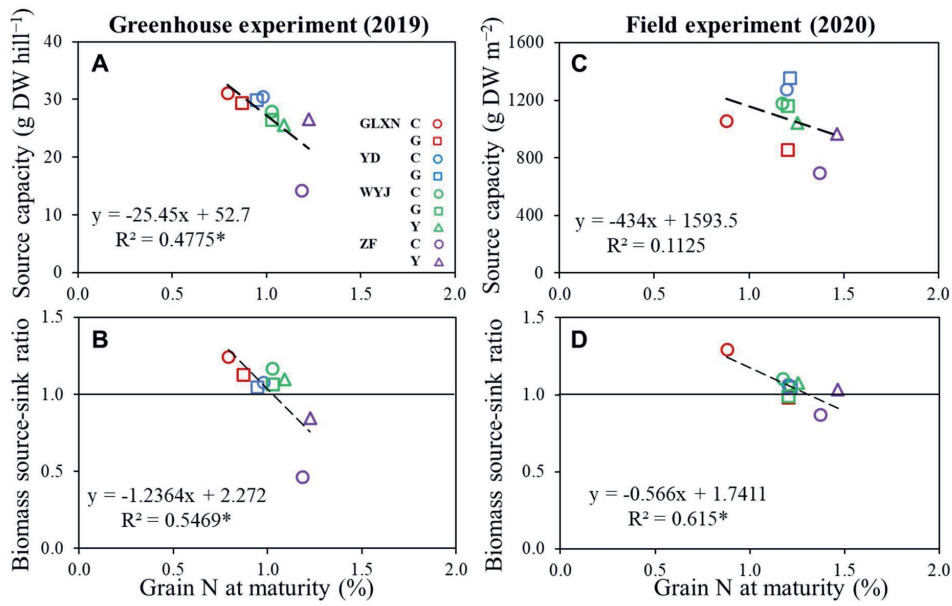 Greenhouse experiment (2019)
Field experiment (2020)
A
Source capacity (g DW hill⁻¹)
40
30
20
10
0
0.0 0.5 1.0 1.5 2.0
GLXN C
G
YD C
G
WYJ C
G
Y
ZF C
Y
y = -25.45x + 52.7
R² = 0.4775*
C
Source capacity (g DW m⁻²)
1600
1200
800
400
0
0.0 0.5 1.0 1.5 2.0
y = -434x + 1593.5
R² = 0.1125
B
Biomass source-sink ratio
1.5
1.0
0.5
0.0
y = -1.2364x + 2.272
R² = 0.5469*
0.0 0.5 1.0 1.5 2.0
Grain N at maturity (%)
D
Biomass source-sink ratio
1.5
1.0
0.5
0.0
y = -0.566x + 1.7411
R² = 0.615*
0.0 0.5 1.0 1.5 2.0
Grain N at maturity (%)